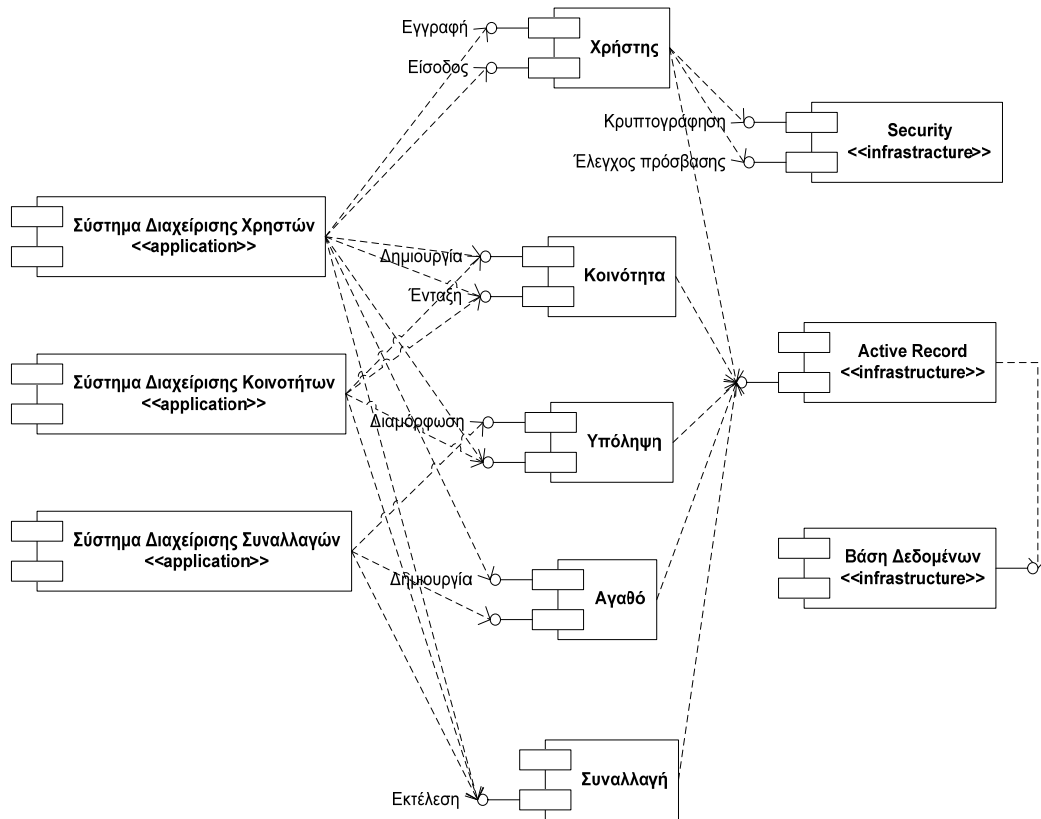 Εγγραφή
Χρήστης
Είσοδος
Κρυπτογράφηση
Έλεγχος πρόσβασης
Security
<<infrastracture>>
Σύστημα Διαχείρισης Χρηστών
<<application>>
Δημιουργία
Ένταξη
Κοινότητα
Σύστημα Διαχείρισης Κοινοτήτων
<<application>>
Active Record
<<infrastructure>>
Διαμόρφωση
Υπόληψη
Σύστημα Διαχείρισης Συναλλαγών
<<application>>
Βάση Δεδομένων
<<infrastructure>>
Δημιουργία
Αγαθό
Συναλλαγή
Εκτέλεση